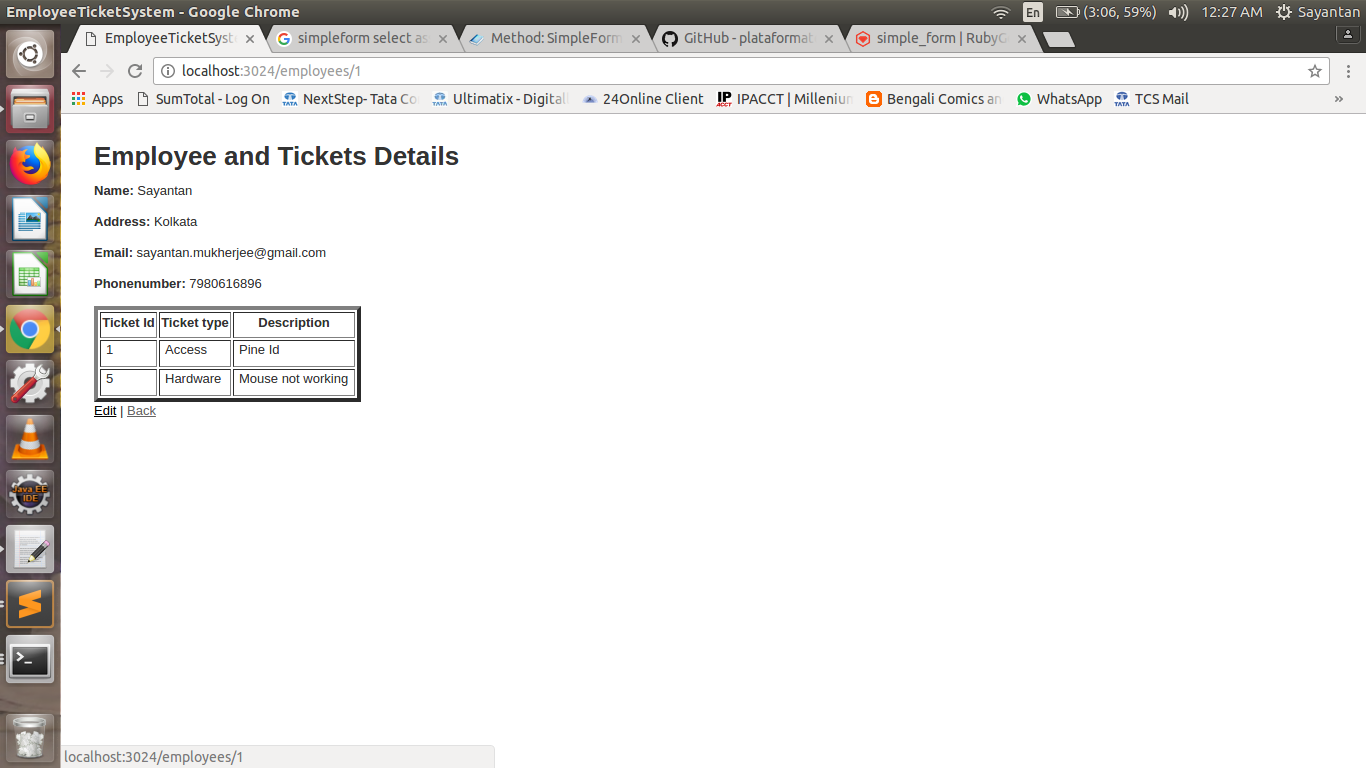 EmployeeTicketSystem - Google Chrome En (3:06, 59%) 12:27 AM Sayantan
EmployeeTicketSyst simpleform select as Method: SimpleForm GitHub - plataformat simple_form | RubyG
localhost:3024/employees/1
Apps SumTotal - Log On NextStep- Tata Co Ultimatix - Digital 24Online Client IPACCT | Millenium Bengali Comics an WhatsApp TCS Mail »
Employee and Tickets Details
Name: Sayantan
Address: Kolkata
Email: sayantan.mukherjee@gmail.com
Phonenumber: 7980616896
Ticket Id Ticket type Description
1 Access Pine Id
5 Hardware Mouse not working
Edit | Back
Java EE
IDE
localhost:3024/employees/1